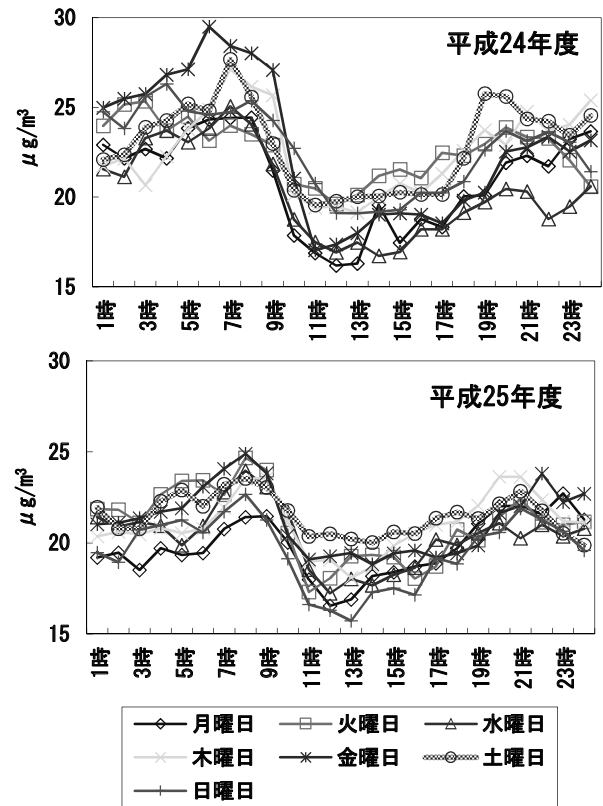 平成24年度
μg/m³
30
25
20
15
1時 3時 5時 7時 9時 11時 13時 15時 17時 19時 21時 23時
平成25年度
μg/m³
30
25
20
15
1時 3時 5時 7時 9時 11時 13時 15時 17時 19時 21時 23時
月曜日 火曜日 水曜日
木曜日 金曜日 土曜日
日曜日